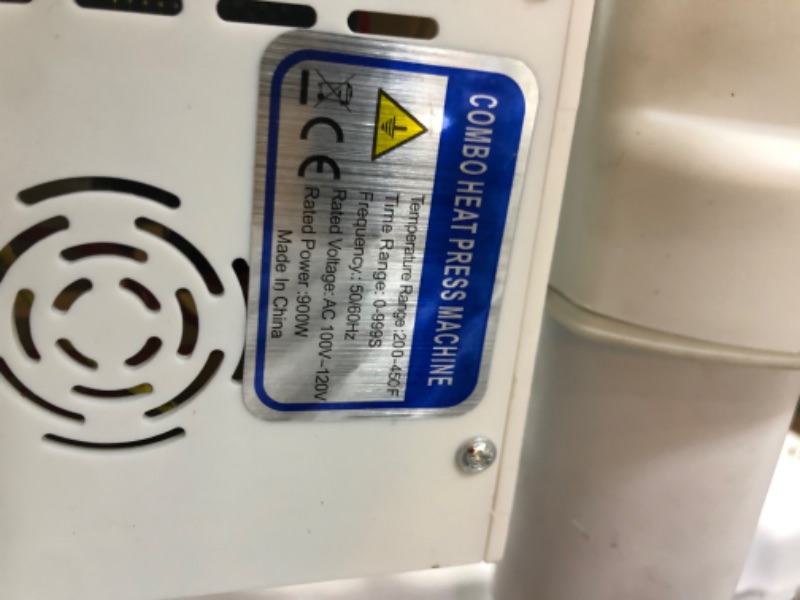 COMBO HEAT PRESS MACHINE
Temperature Range:200-450F
Time Range: 0-999S
Frequency: 50/60Hz
Rated Voltage: AC 100V~120V
Rated Power :900W
Made In China
CE